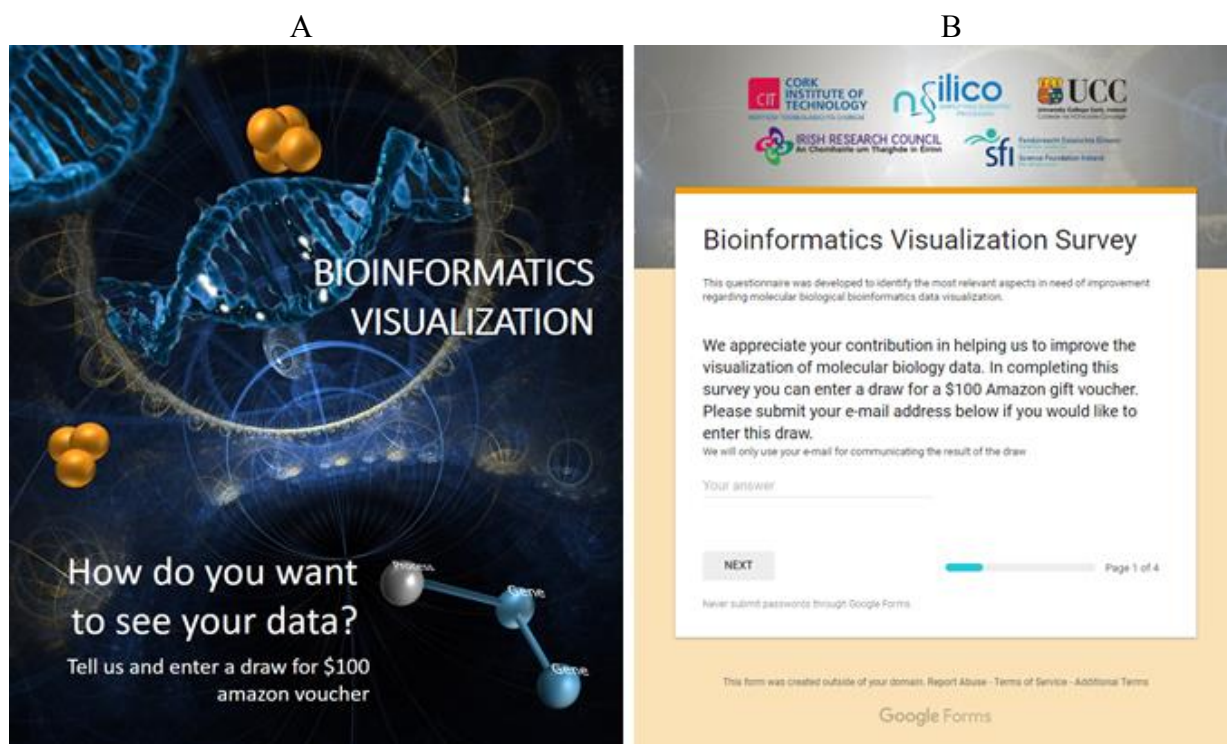 A
BIOINFORMATICS
VISUALIZATION
How do you want
to see your data?
Tell us and enter a draw for $100
amazon voucher
Process
Gene
Gene
B
CIT
CORK
INSTITUTE OF
TECHNOLOGY
nsilico
UCC
University College Cork, Ireland
IRISH RESEARCH COUNCIL
An Chomhairle um Thaighde in Éirinn
sfi
Science Foundation Ireland
Bioinformatics Visualization Survey
This questionnaire was developed to identify the most relevant aspects in need of improvement
regarding molecular biological bioinformatics data visualization.
We appreciate your contribution in helping us to improve the
visualization of molecular biology data. In completing this
survey you can enter a draw for a $100 Amazon gift voucher.
Please submit your e-mail address below if you would like to
enter this draw.
We will only use your e-mail for communicating the result of the draw
Your answer
NEXT
Page 1 of 4
Never submit passwords through Google Forms.
This form was created outside of your domain. Report Abuse - Terms of Service - Additional Terms
Google Forms